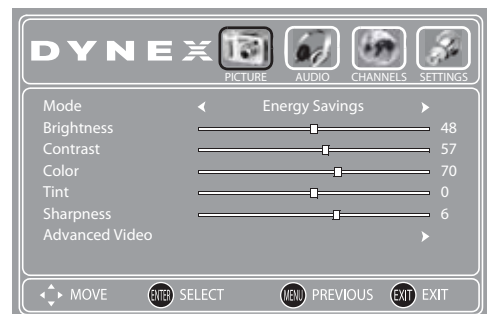 DYNEX
PICTURE AUDIO CHANNELS SETTINGS
Mode Energy Savings
Brightness 48
Contrast 57
Color 70
Tint 0
Sharpness 6
Advanced Video
MOVE ENTER SELECT MENU PREVIOUS EXIT EXIT